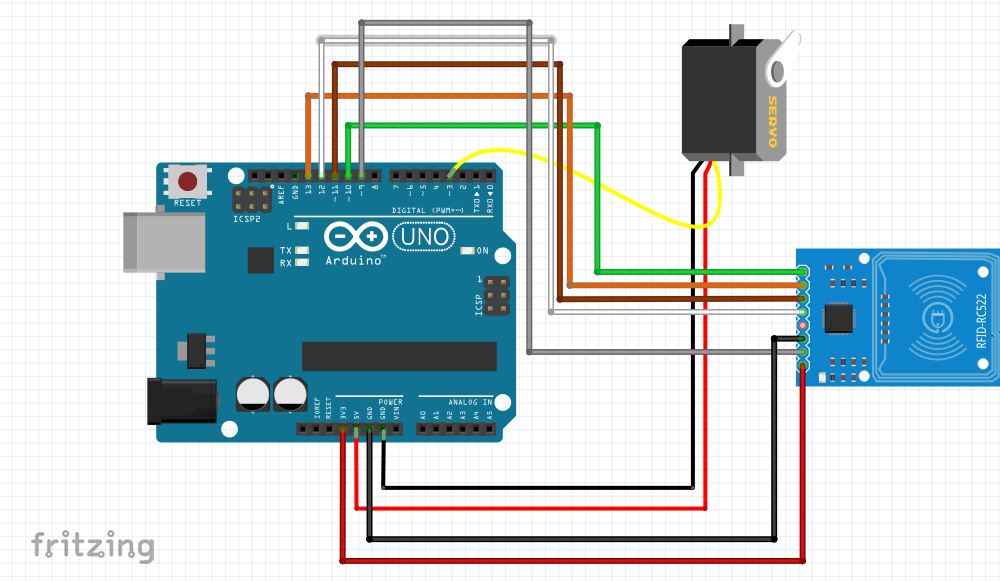 SERVO
RESET
ICSP2
AREF
GND
13
12
~11
~10
~9
8
7
~6
~5
4
~3
2
TXD▶1
RXD◀0
DIGITAL (PWM=~)
L
TX
RX
Arduino™
UNO
ON
1
ICSP
RFID-RC522
IOREF
RESET
3V3
5V
GND
GND
VIN
POWER
ANALOG IN
A0
A1
A2
A3
A4
A5
fritzing